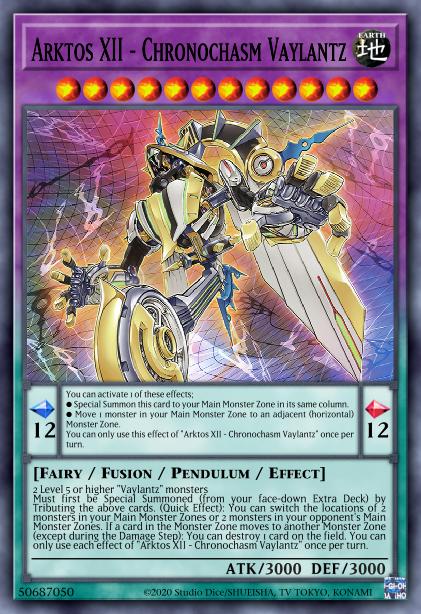 Arktos XII - Chronochasm Vaylantz
EARTH
地
You can activate 1 of these effects;
● Special Summon this card to your Main Monster Zone in its same column.
● Move 1 monster in your Main Monster Zone to an adjacent (horizontal)
Monster Zone.
You can only use this effect of "Arktos XII - Chronochasm Vaylantz" once per
turn.
12
12
[Fairy / Fusion / Pendulum / Effect]
2 Level 5 or higher "Vaylantz" monsters
Must first be Special Summoned (from your face-down Extra Deck) by
Tributing the above cards. (Quick Effect): You can switch the locations of 2
monsters in your Main Monster Zones or 2 monsters in your opponent's Main
Monster Zones. If a card in the Monster Zone moves to another Monster Zone
(except during the Damage Step): You can destroy 1 card on the field. You can
only use each effect of "Arktos XII - Chronochasm Vaylantz" once per turn.
ATK/3000 DEF/3000
50687050
©2020 Studio Dice/SHUEISHA, TV TOKYO, KONAMI